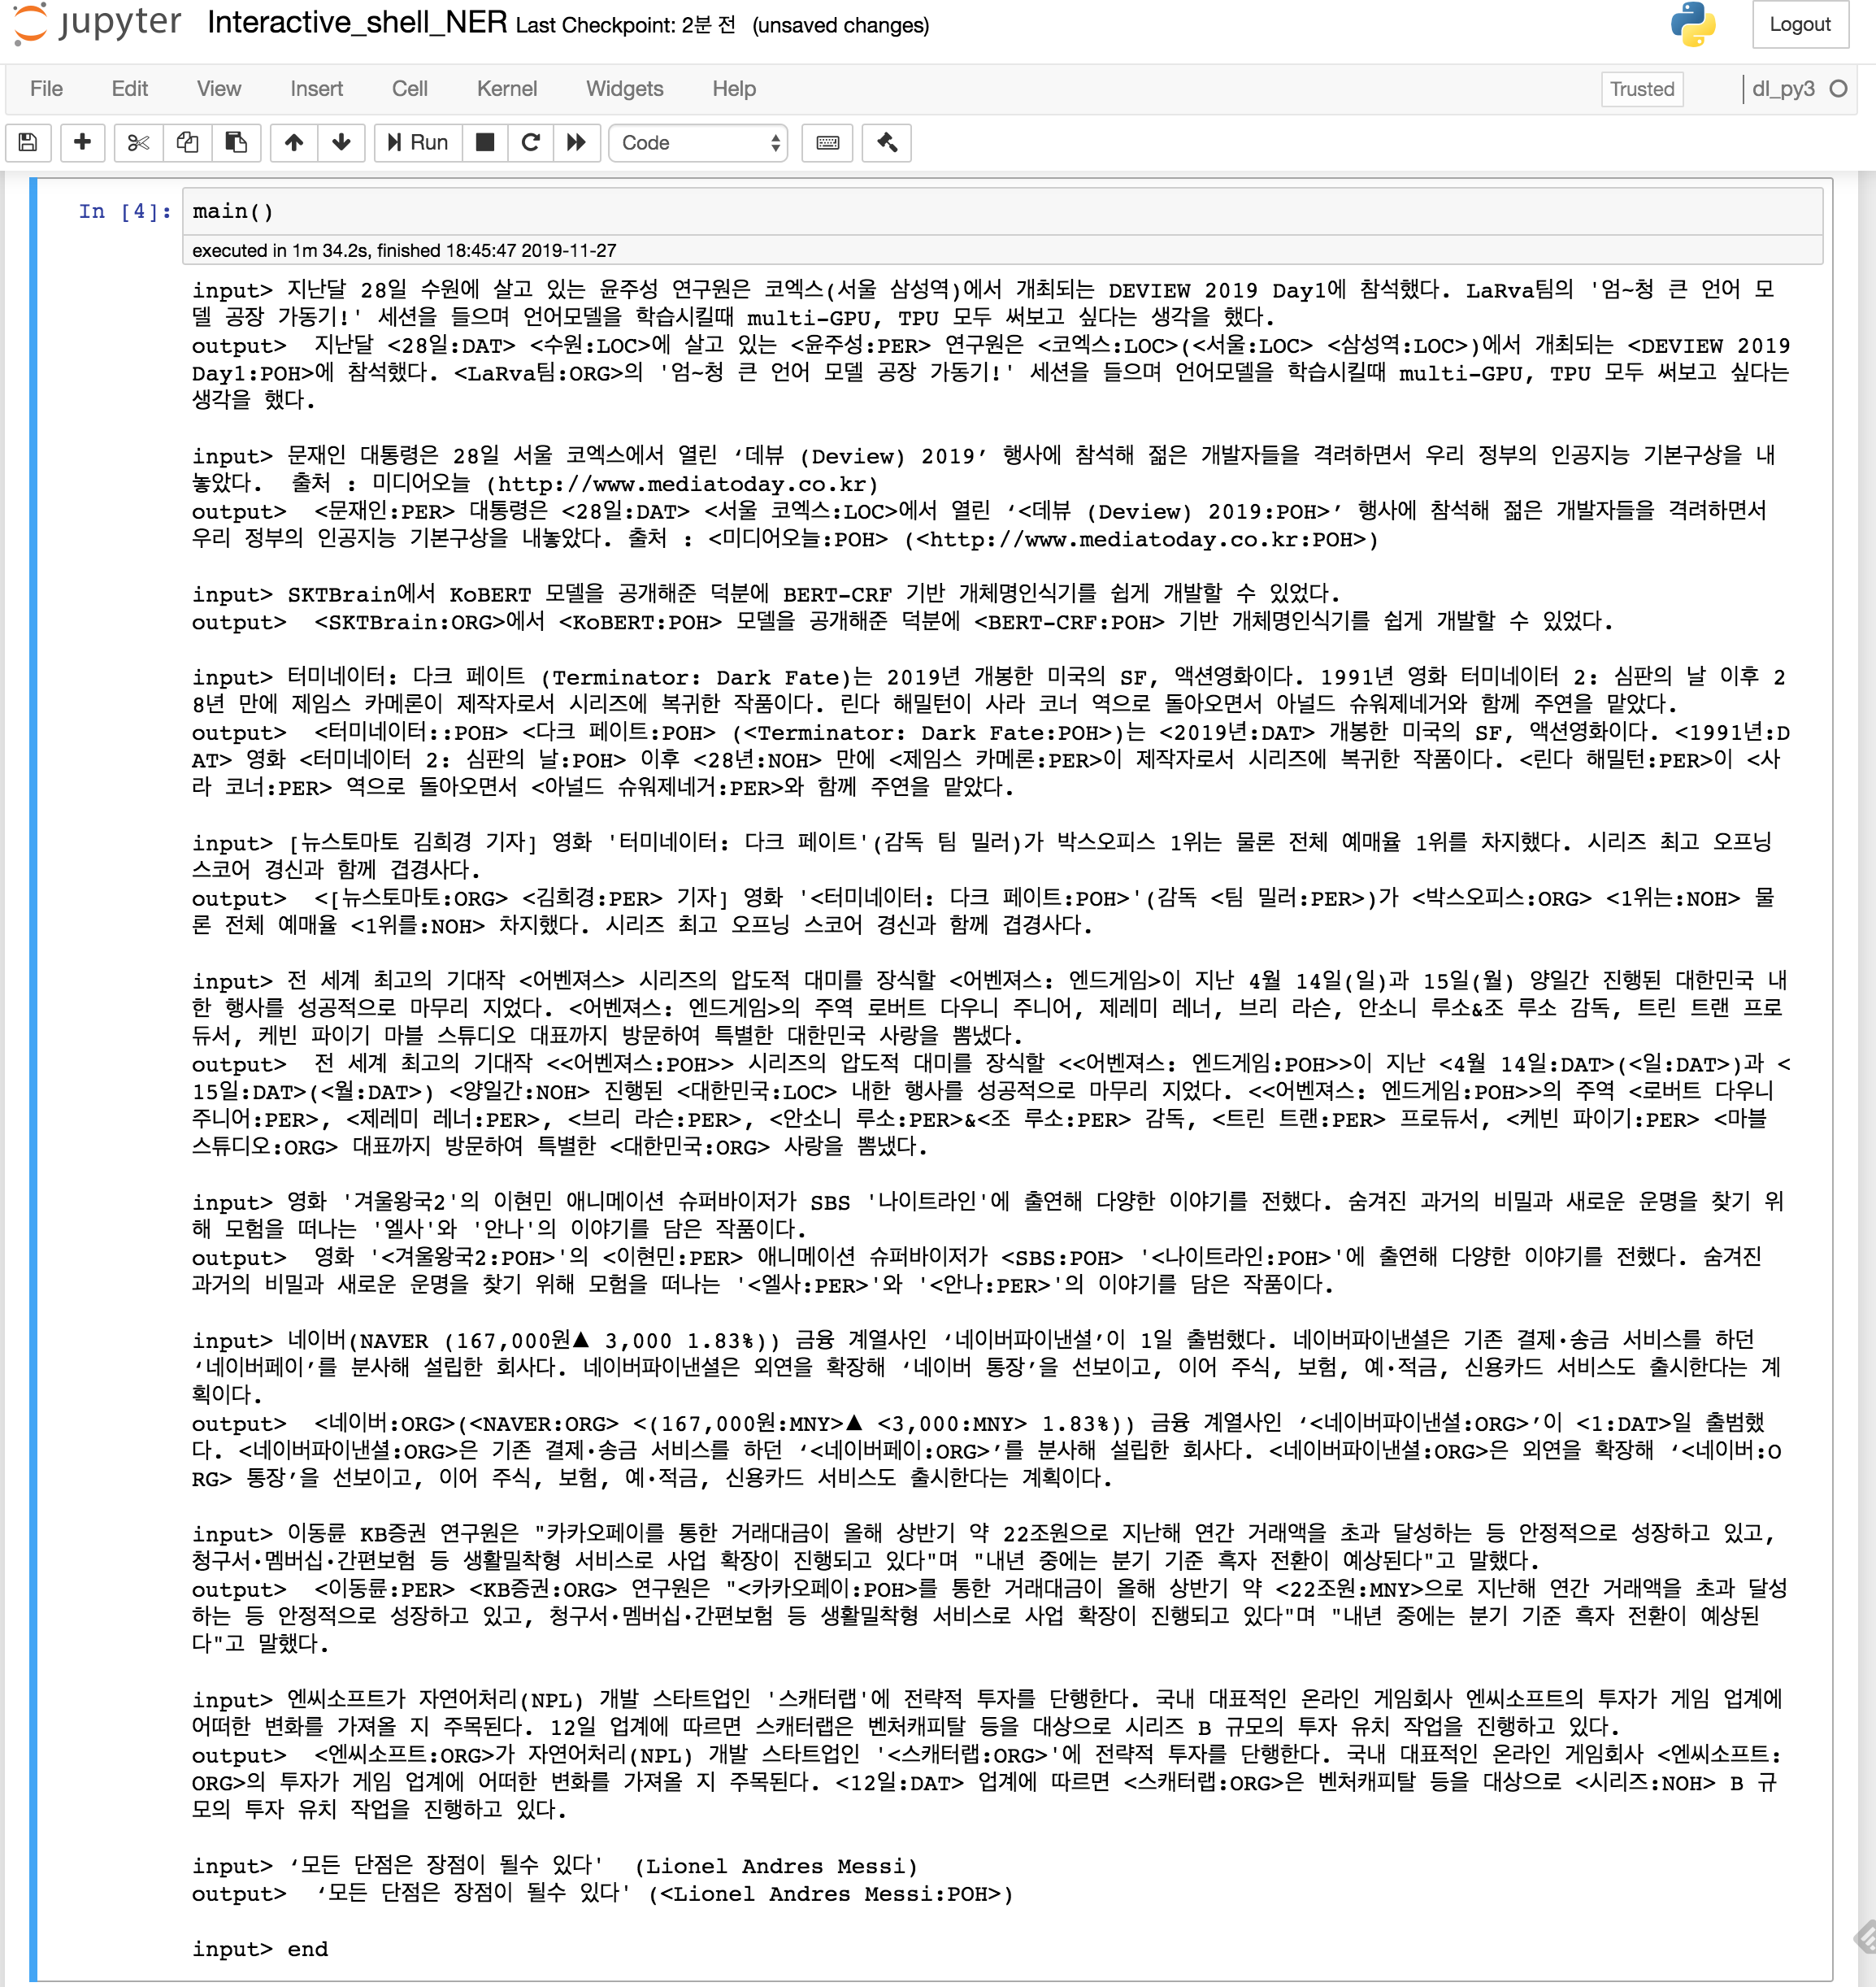 jupyter Interactive_shell_NER Last Checkpoint: 2분 전 (unsaved changes) Logout
File Edit View Insert Cell Kernel Widgets Help Trusted dl_py3
Run Code
In [4]: main()
executed in 1m 34.2s, finished 18:45:47 2019-11-27
input> 지난달 28일 수원에 살고 있는 윤주성 연구원은 코엑스(서울 삼성역)에서 개최되는 DEVIEW 2019 Day1에 참석했다. LaRva팀의 '엄~청 큰 언어 모
델 공장 가동기!' 세션을 들으며 언어모델을 학습시킬때 multi-GPU, TPU 모두 써보고 싶다는 생각을 했다.
output> 지난달 <28일:DAT> <수원:LOC>에 살고 있는 <윤주성:PER> 연구원은 <코엑스:LOC>(<서울:LOC> <삼성역:LOC>)에서 개최되는 <DEVIEW 2019
Day1:POH>에 참석했다. <LaRva팀:ORG>의 '엄~청 큰 언어 모델 공장 가동기!' 세션을 들으며 언어모델을 학습시킬때 multi-GPU, TPU 모두 써보고 싶다는
생각을 했다.
input> 문재인 대통령은 28일 서울 코엑스에서 열린 ‘데뷰 (Deview) 2019’ 행사에 참석해 젊은 개발자들을 격려하면서 우리 정부의 인공지능 기본구상을 내
놓았다. 출처 : 미디어오늘 (http://www.mediatoday.co.kr)
output> <문재인:PER> 대통령은 <28일:DAT> <서울 코엑스:LOC>에서 열린 ‘<데뷰 (Deview) 2019:POH>’ 행사에 참석해 젊은 개발자들을 격려하면서
우리 정부의 인공지능 기본구상을 내놓았다. 출처 : <미디어오늘:POH> (<http://www.mediatoday.co.kr:POH>)
input> SKTBrain에서 KoBERT 모델을 공개해준 덕분에 BERT-CRF 기반 개체명인식기를 쉽게 개발할 수 있었다.
output> <SKTBrain:ORG>에서 <KoBERT:POH> 모델을 공개해준 덕분에 <BERT-CRF:POH> 기반 개체명인식기를 쉽게 개발할 수 있었다.
input> 터미네이터: 다크 페이트 (Terminator: Dark Fate)는 2019년 개봉한 미국의 SF, 액션영화이다. 1991년 영화 터미네이터 2: 심판의 날 이후 2
8년 만에 제임스 카메론이 제작자로서 시리즈에 복귀한 작품이다. 린다 해밀턴이 사라 코너 역으로 돌아오면서 아널드 슈워제네거와 함께 주연을 맡았다.
output> <터미네이터::POH> <다크 페이트:POH> (<Terminator: Dark Fate:POH>)는 <2019년:DAT> 개봉한 미국의 SF, 액션영화이다. <1991년:D
AT> 영화 <터미네이터 2: 심판의 날:POH> 이후 <28년:NOH> 만에 <제임스 카메론:PER>이 제작자로서 시리즈에 복귀한 작품이다. <린다 해밀턴:PER>이 <사
라 코너:PER> 역으로 돌아오면서 <아널드 슈워제네거:PER>와 함께 주연을 맡았다.
input> [뉴스토마토 김희경 기자] 영화 '터미네이터: 다크 페이트'(감독 팀 밀러)가 박스오피스 1위는 물론 전체 예매율 1위를 차지했다. 시리즈 최고 오프닝
스코어 경신과 함께 겹경사다.
output> <[뉴스토마토:ORG> <김희경:PER> 기자] 영화 '<터미네이터: 다크 페이트:POH>'(감독 <팀 밀러:PER>)가 <박스오피스:ORG> <1위는:NOH> 물
론 전체 예매율 <1위를:NOH> 차지했다. 시리즈 최고 오프닝 스코어 경신과 함께 겹경사다.
input> 전 세계 최고의 기대작 <어벤져스> 시리즈의 압도적 대미를 장식할 <어벤져스: 엔드게임>이 지난 4월 14일(일)과 15일(월) 양일간 진행된 대한민국 내
한 행사를 성공적으로 마무리 지었다. <어벤져스: 엔드게임>의 주역 로버트 다우니 주니어, 제레미 레너, 브리 라슨, 안소니 루소&조 루소 감독, 트린 트랜 프로
듀서, 케빈 파이기 마블 스튜디오 대표까지 방문하여 특별한 대한민국 사랑을 뽐냈다.
output> 전 세계 최고의 기대작 <<어벤져스:POH>> 시리즈의 압도적 대미를 장식할 <<어벤져스: 엔드게임:POH>>이 지난 <4월 14일:DAT>(<일:DAT>)과 <
15일:DAT>(<월:DAT>) <양일간:NOH> 진행된 <대한민국:LOC> 내한 행사를 성공적으로 마무리 지었다. <<어벤져스: 엔드게임:POH>>의 주역 <로버트 다우니
주니어:PER>, <제레미 레너:PER>, <브리 라슨:PER>, <안소니 루소:PER>&<조 루소:PER> 감독, <트린 트랜:PER> 프로듀서, <케빈 파이기:PER> <마블
스튜디오:ORG> 대표까지 방문하여 특별한 <대한민국:ORG> 사랑을 뽐냈다.
input> 영화 '겨울왕국2'의 이현민 애니메이션 슈퍼바이저가 SBS '나이트라인'에 출연해 다양한 이야기를 전했다. 숨겨진 과거의 비밀과 새로운 운명을 찾기 위
해 모험을 떠나는 '엘사'와 '안나'의 이야기를 담은 작품이다.
output> 영화 '<겨울왕국2:POH>'의 <이현민:PER> 애니메이션 슈퍼바이저가 <SBS:POH> '<나이트라인:POH>'에 출연해 다양한 이야기를 전했다. 숨겨진
과거의 비밀과 새로운 운명을 찾기 위해 모험을 떠나는 '<엘사:PER>'와 '<안나:PER>'의 이야기를 담은 작품이다.
input> 네이버(NAVER (167,000원▲ 3,000 1.83%)) 금융 계열사인 ‘네이버파이낸셜’이 1일 출범했다. 네이버파이낸셜은 기존 결제·송금 서비스를 하던
‘네이버페이’를 분사해 설립한 회사다. 네이버파이낸셜은 외연을 확장해 ‘네이버 통장’을 선보이고, 이어 주식, 보험, 예·적금, 신용카드 서비스도 출시한다는 계
획이다.
output> <네이버:ORG>(<NAVER:ORG> <(167,000원:MNY>▲ <3,000:MNY> 1.83%)) 금융 계열사인 ‘<네이버파이낸셜:ORG>’이 <1:DAT>일 출범했
다. <네이버파이낸셜:ORG>은 기존 결제·송금 서비스를 하던 ‘<네이버페이:ORG>’를 분사해 설립한 회사다. <네이버파이낸셜:ORG>은 외연을 확장해 ‘<네이버:O
RG> 통장’을 선보이고, 이어 주식, 보험, 예·적금, 신용카드 서비스도 출시한다는 계획이다.
input> 이동륜 KB증권 연구원은 "카카오페이를 통한 거래대금이 올해 상반기 약 22조원으로 지난해 연간 거래액을 초과 달성하는 등 안정적으로 성장하고 있고,
청구서·멤버십·간편보험 등 생활밀착형 서비스로 사업 확장이 진행되고 있다"며 "내년 중에는 분기 기준 흑자 전환이 예상된다"고 말했다.
output> <이동륜:PER> <KB증권:ORG> 연구원은 "<카카오페이:POH>를 통한 거래대금이 올해 상반기 약 <22조원:MNY>으로 지난해 연간 거래액을 초과 달성
하는 등 안정적으로 성장하고 있고, 청구서·멤버십·간편보험 등 생활밀착형 서비스로 사업 확장이 진행되고 있다"며 "내년 중에는 분기 기준 흑자 전환이 예상된
다"고 말했다.
input> 엔씨소프트가 자연어처리(NPL) 개발 스타트업인 '스캐터랩'에 전략적 투자를 단행한다. 국내 대표적인 온라인 게임회사 엔씨소프트의 투자가 게임 업계에
어떠한 변화를 가져올 지 주목된다. 12일 업계에 따르면 스캐터랩은 벤처캐피탈 등을 대상으로 시리즈 B 규모의 투자 유치 작업을 진행하고 있다.
output> <엔씨소프트:ORG>가 자연어처리(NPL) 개발 스타트업인 '<스캐터랩:ORG>'에 전략적 투자를 단행한다. 국내 대표적인 온라인 게임회사 <엔씨소프트:
ORG>의 투자가 게임 업계에 어떠한 변화를 가져올 지 주목된다. <12일:DAT> 업계에 따르면 <스캐터랩:ORG>은 벤처캐피탈 등을 대상으로 <시리즈:NOH> B 규
모의 투자 유치 작업을 진행하고 있다.
input> ‘모든 단점은 장점이 될수 있다' (Lionel Andres Messi)
output> ‘모든 단점은 장점이 될수 있다' (<Lionel Andres Messi:POH>)
input> end